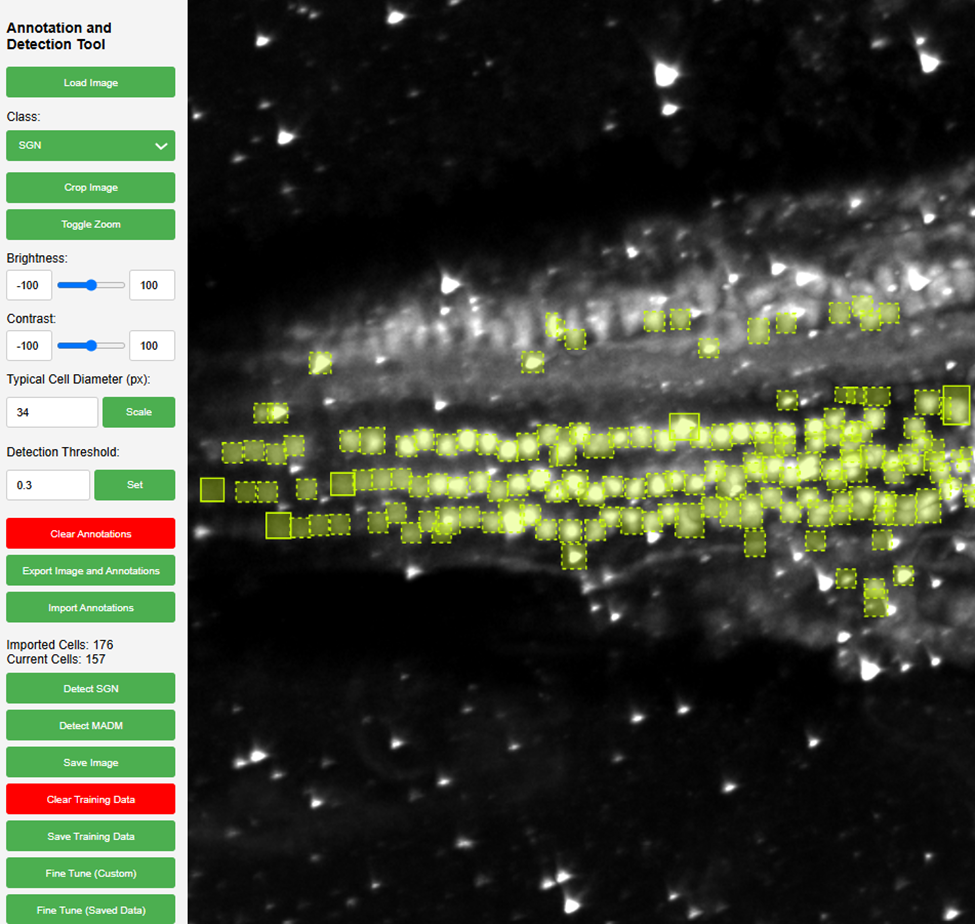 Annotation and
Detection Tool
Load Image
Class:
SGN
Crop Image
Toggle Zoom
Brightness:
-100 100
Contrast:
-100 100
Typical Cell Diameter (px):
34 Scale
Detection Threshold:
0.3 Set
Clear Annotations
Export Image and Annotations
Import Annotations
Imported Cells: 176
Current Cells: 157
Detect SGN
Detect MADM
Save Image
Clear Training Data
Save Training Data
Fine Tune (Custom)
Fine Tune (Saved Data)